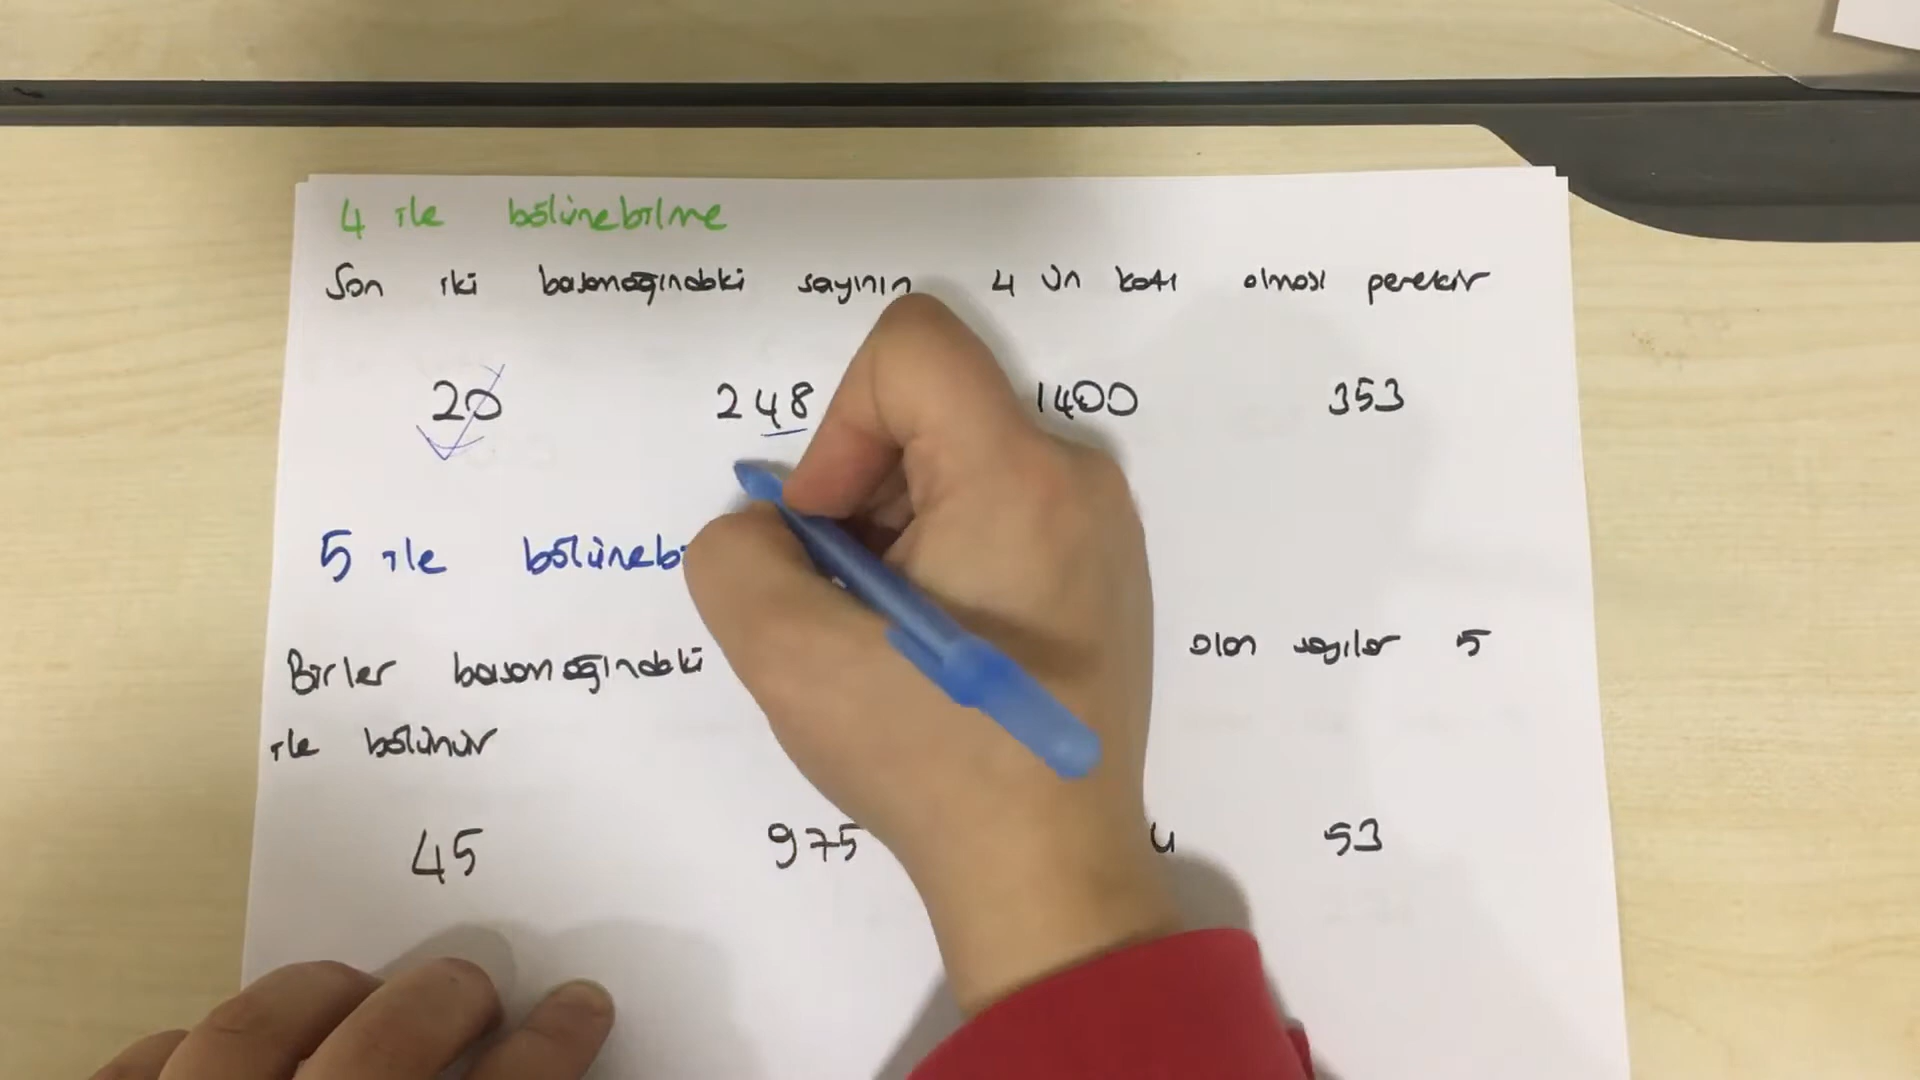 4 ile bölünebilme
Son iki basamağındaki sayının 4 ün katı olması gerekir
20 248 1400 353
5 ile
Birler basamağındaki olan sayılar 5
ile bölünür
45 975 53